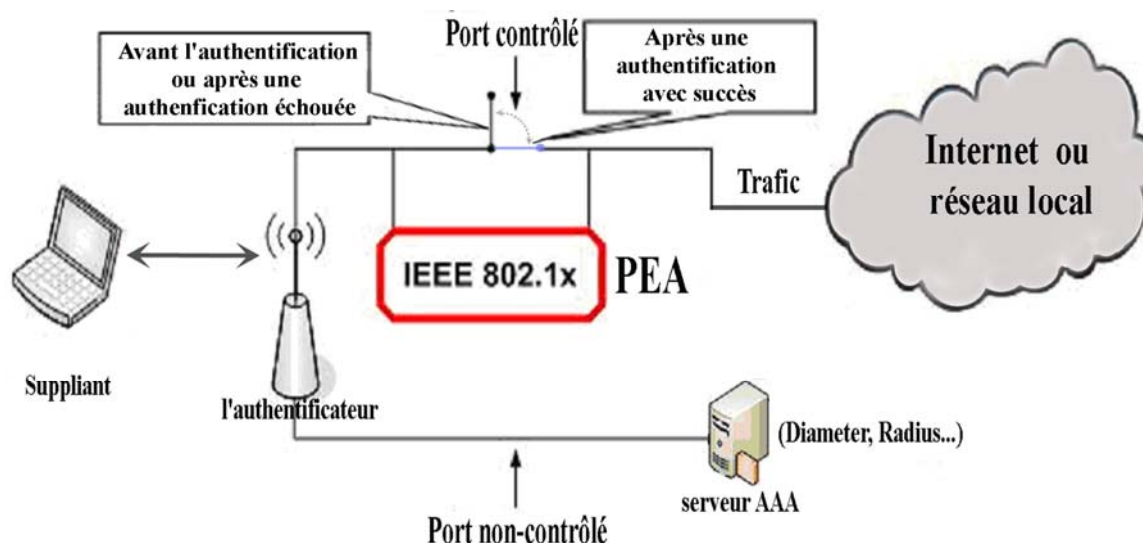 Avant l'authentification
ou après une
authenfication échouée
Port contrôlé
Après une
authentification
avec succès
Internet ou
réseau local
Trafic
IEEE 802.1x
PEA
Suppliant
l'authentificateur
(Diameter, Radius...)
serveur AAA
Port non-contrôlé